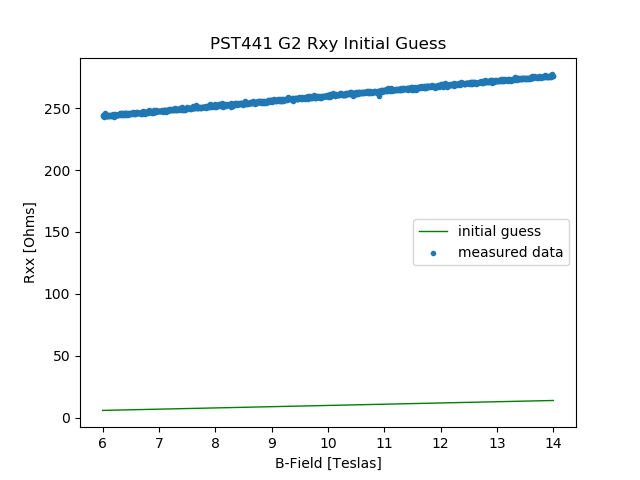 PST441 G2 Rxy Initial Guess
Rxx [Ohms]
250
200
150
100
50
0
initial guess
measured data
6 7 8 9 10 11 12 13 14
B-Field [Teslas]